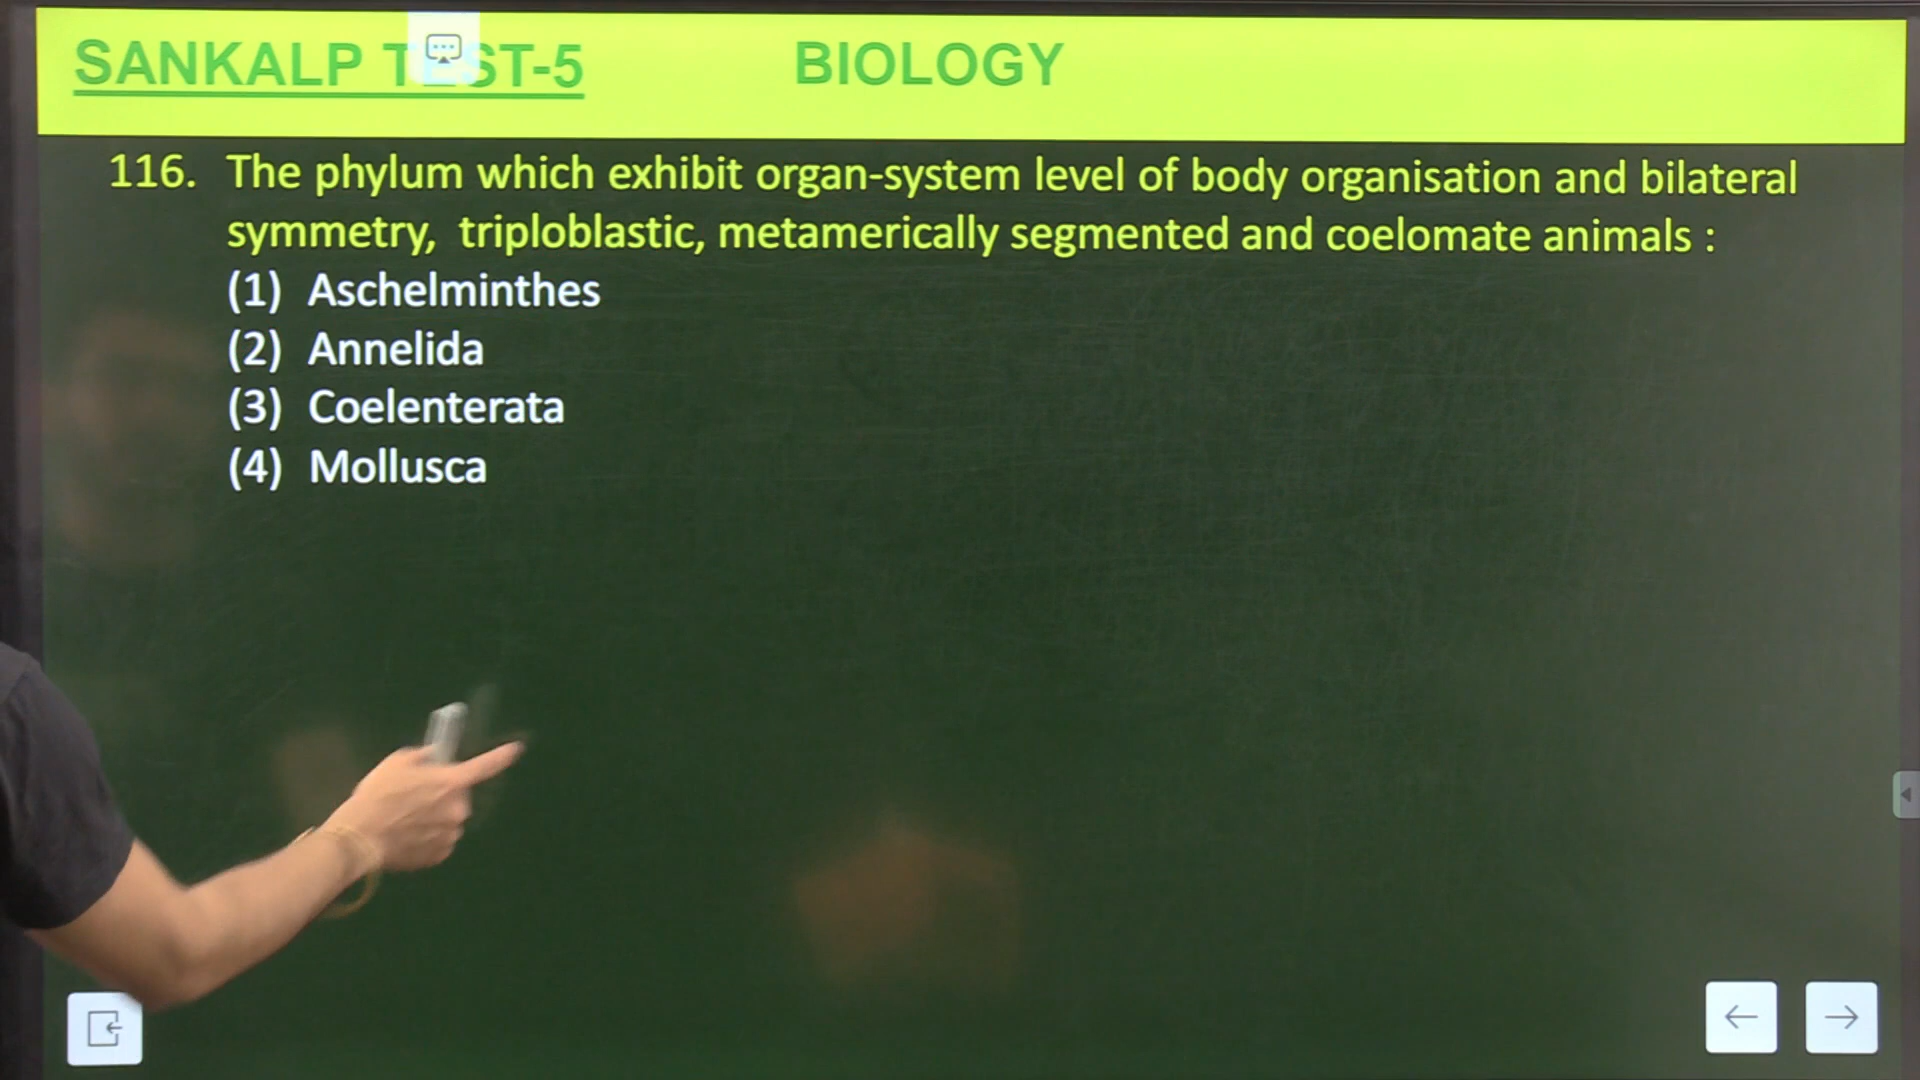 SANKALP TEST-5 BIOLOGY
116. The phylum which exhibit organ-system level of body organisation and bilateral
symmetry, triploblastic, metamerically segmented and coelomate animals :
(1) Aschelminthes
(2) Annelida
(3) Coelenterata
(4) Mollusca